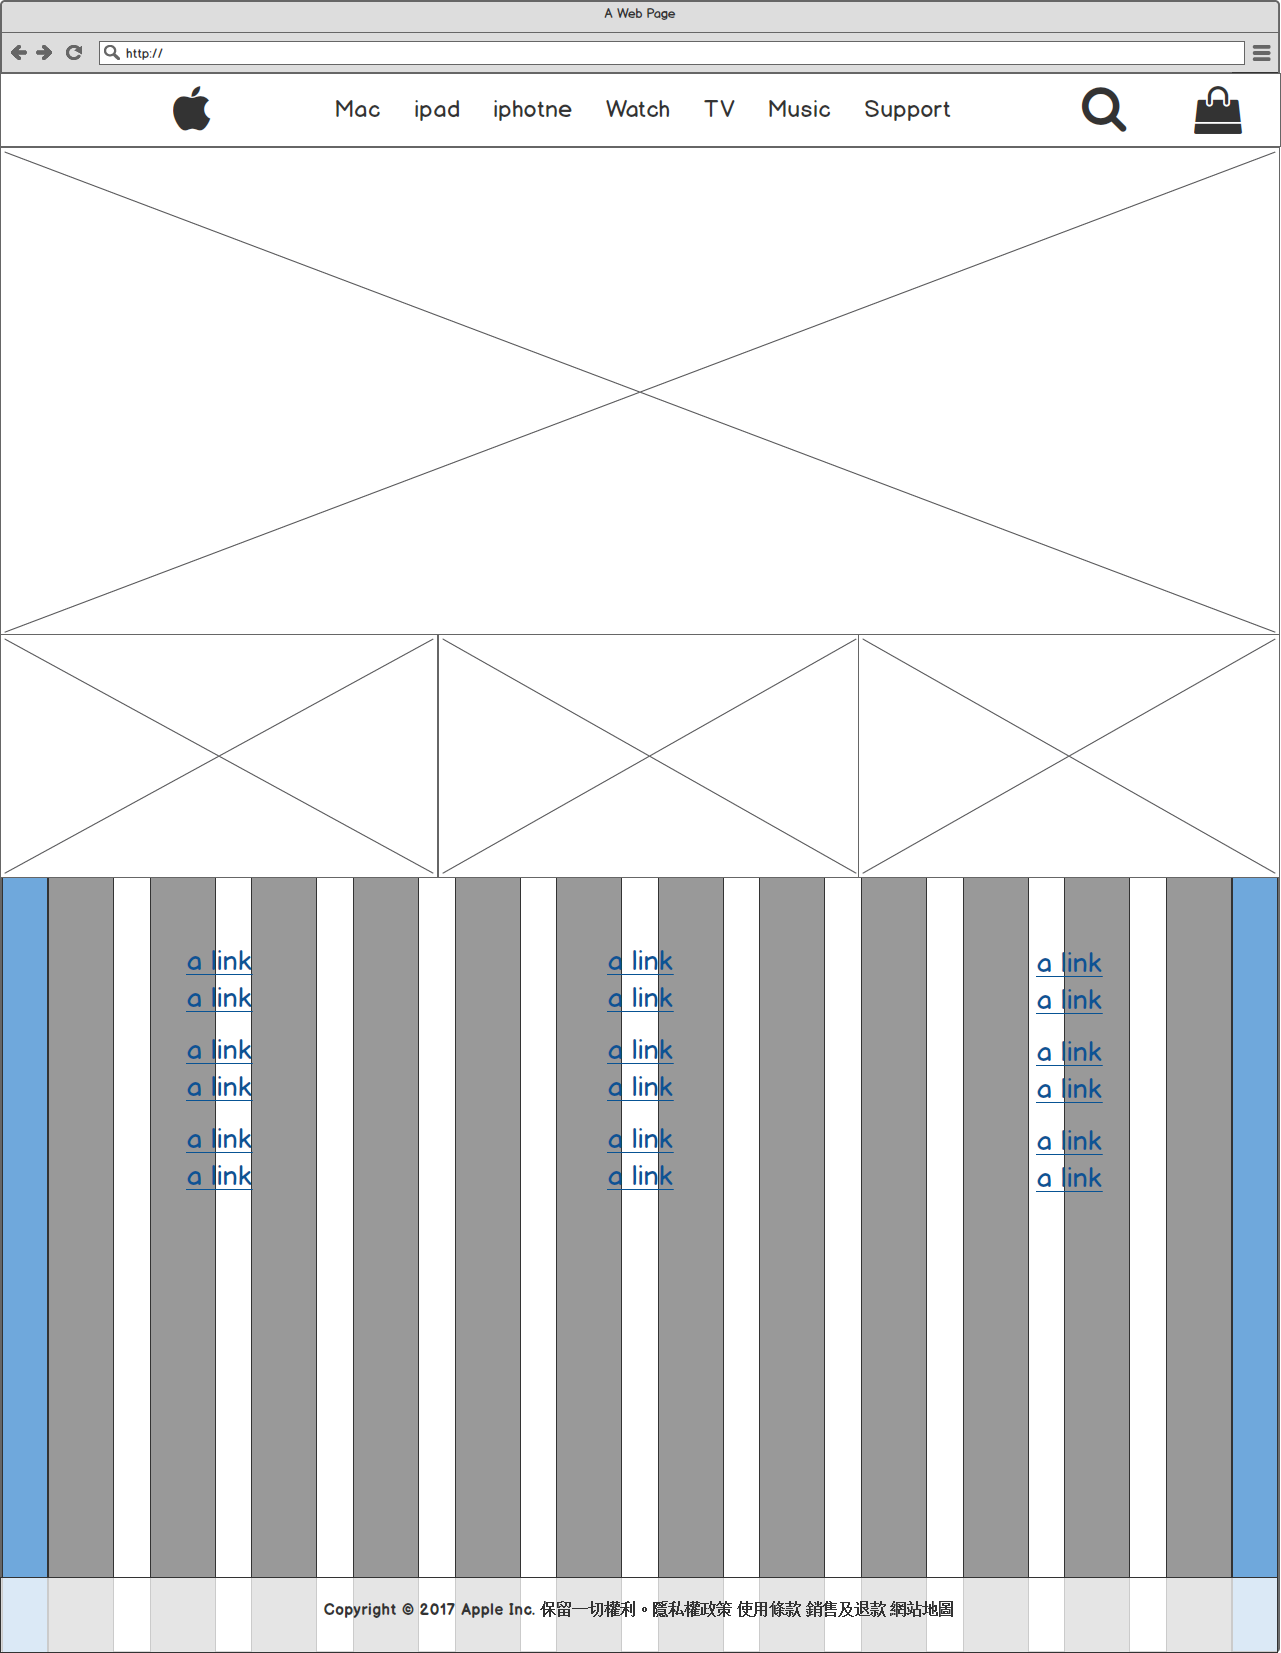 A Web Page
http://
Mac ipad iphotne Watch TV Music Support
a link a link a link
a link a link a link
a link a link a link
a link a link a link
a link a link a link
a link a link a link
Copyright © 2017 Apple Inc. 保留一切權利。隱私權政策 使用條款 銷售及退款 網站地圖